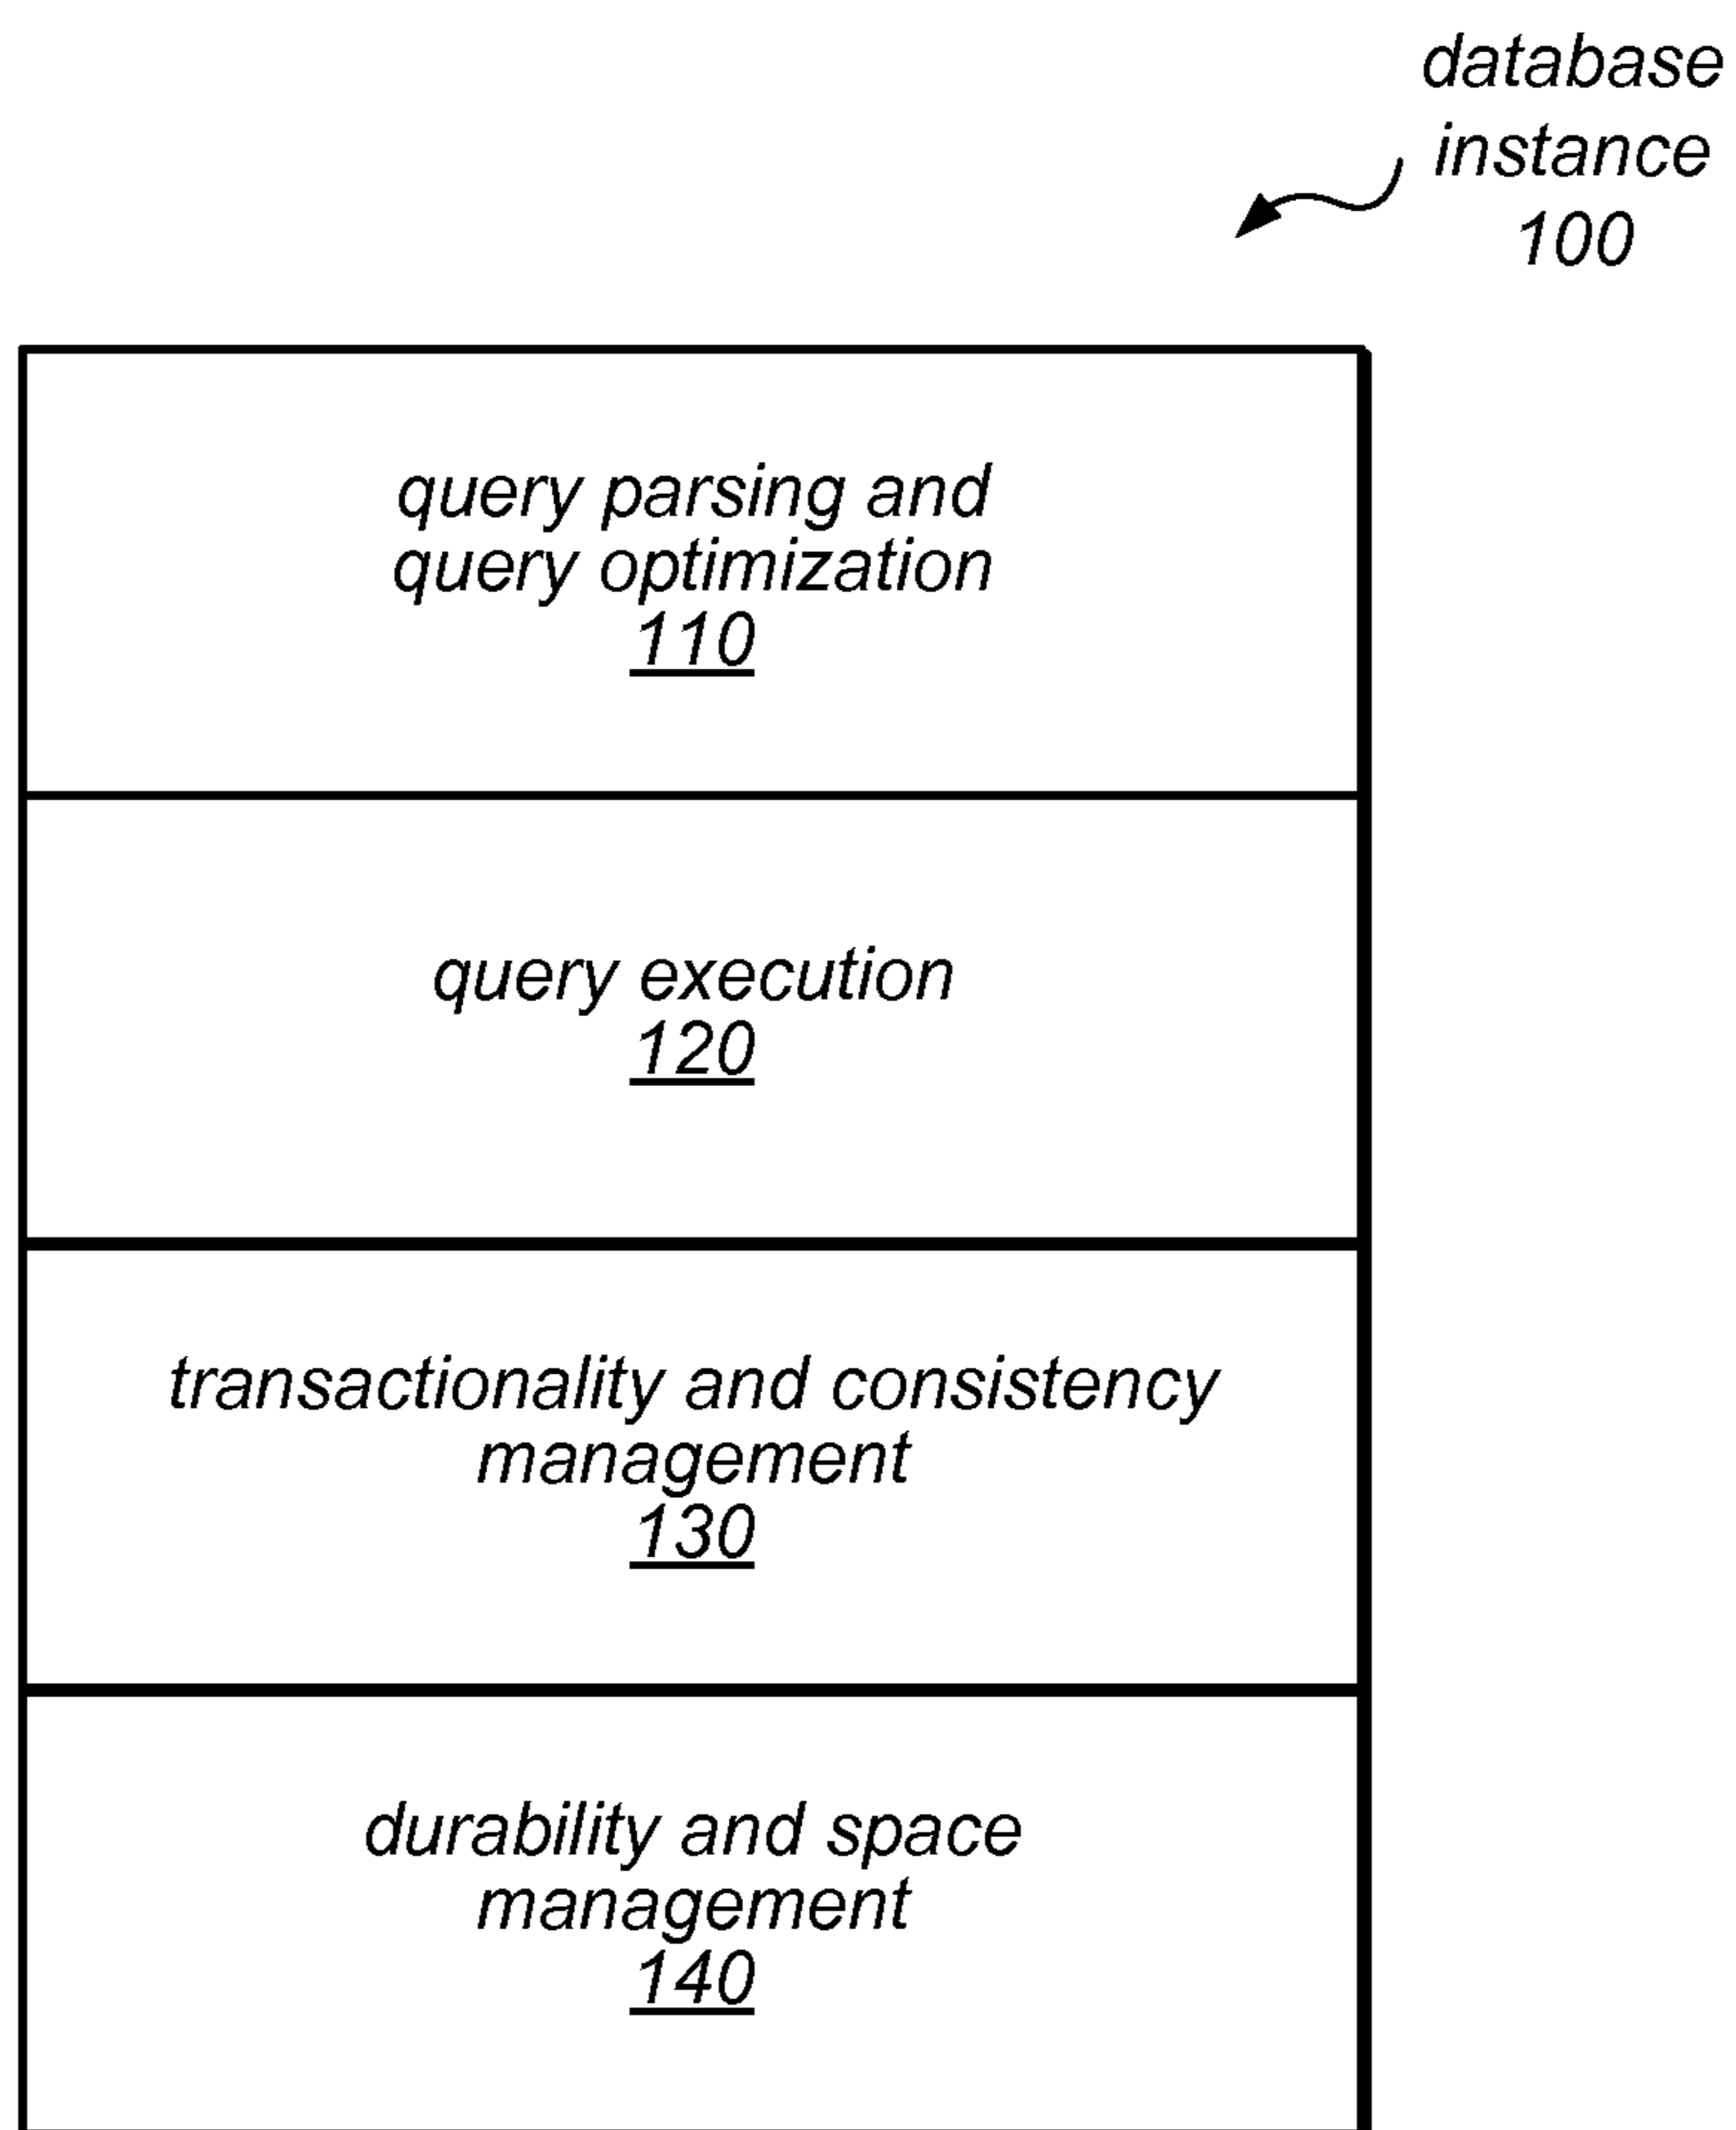 database
instance
100
query parsing and
query optimization
110
query execution
120
transactionality and consistency
management
130
durability and space
management
140